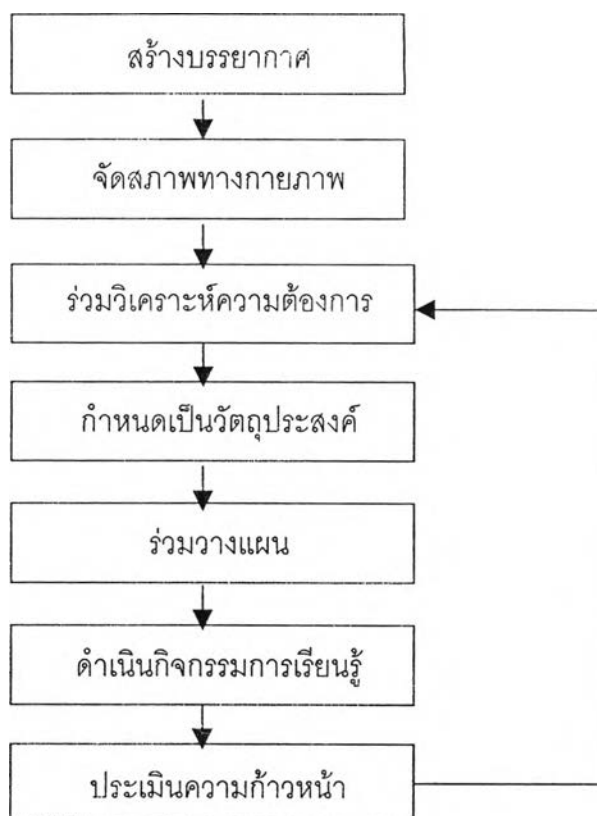 สร้างบรรยากาศ
จัดสภาพทางกายภาพ
ร่วมวิเคราะห์ความต้องการ
กำหนดเป็นวัตถุประสงค์
ร่วมวางแผน
ดำเนินกิจกรรมการเรียนรู้
ประเมินความก้าวหน้า